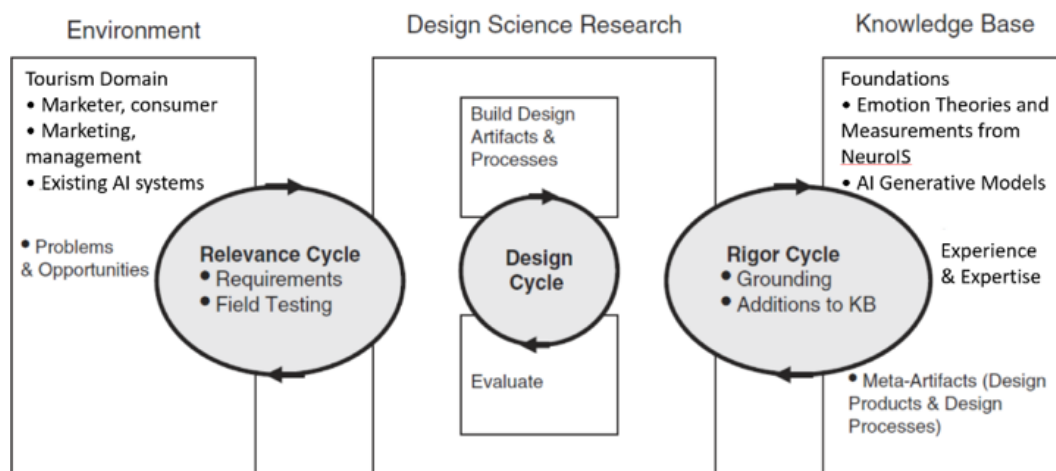 Environment
Design Science Research
Knowledge Base
Tourism Domain
• Marketer, consumer
• Marketing,
management
• Existing AI systems
• Problems
& Opportunities
Relevance Cycle
• Requirements
• Field Testing
Build Design
Artifacts &
Processes
Design
Cycle
Evaluate
Rigor Cycle
• Grounding
• Additions to KB
Foundations
• Emotion Theories and
Measurements from
NeuroIS
• AI Generative Models
Experience
& Expertise
• Meta-Artifacts (Design
Products & Design
Processes)